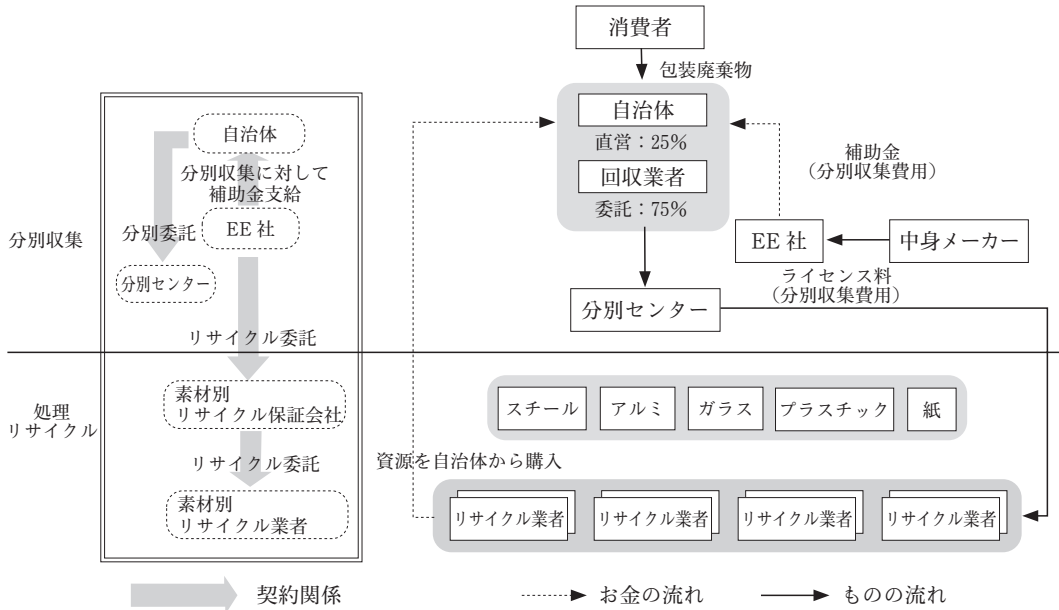 消費者
包装廃棄物
自治体
直営：25%
回収業者
委託：75%
補助金
（分別収集費用）
EE 社
中身メーカー
ライセンス料
（分別収集費用）
分別センター
分別収集
自治体
分別収集に対して
補助金支給
分別委託
EE 社
分別センター
リサイクル委託
処理
リサイクル
素材別
リサイクル保証会社
リサイクル委託
素材別
リサイクル業者
スチール
アルミ
ガラス
プラスチック
紙
資源を自治体から購入
リサイクル業者
リサイクル業者
リサイクル業者
リサイクル業者
契約関係
お金の流れ
ものの流れ